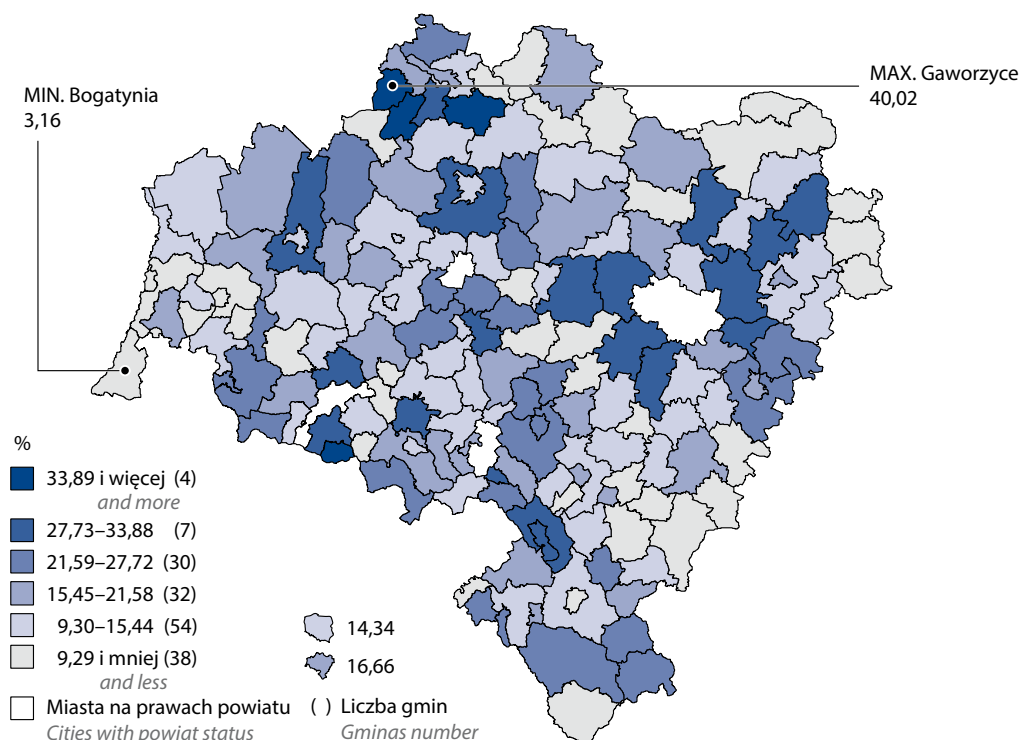 MIN. Bogatynia
3,16
MAX. Gaworzyce
40,02
%
33,89 i więcej (4)
and more
27,73–33,88 (7)
21,59–27,72 (30)
15,45–21,58 (32)
9,30–15,44 (54)
9,29 i mniej (38)
and less
Miasta na prawach powiatu
Cities with powiat status
14,34
16,66
( ) Liczba gmin
Gminas number